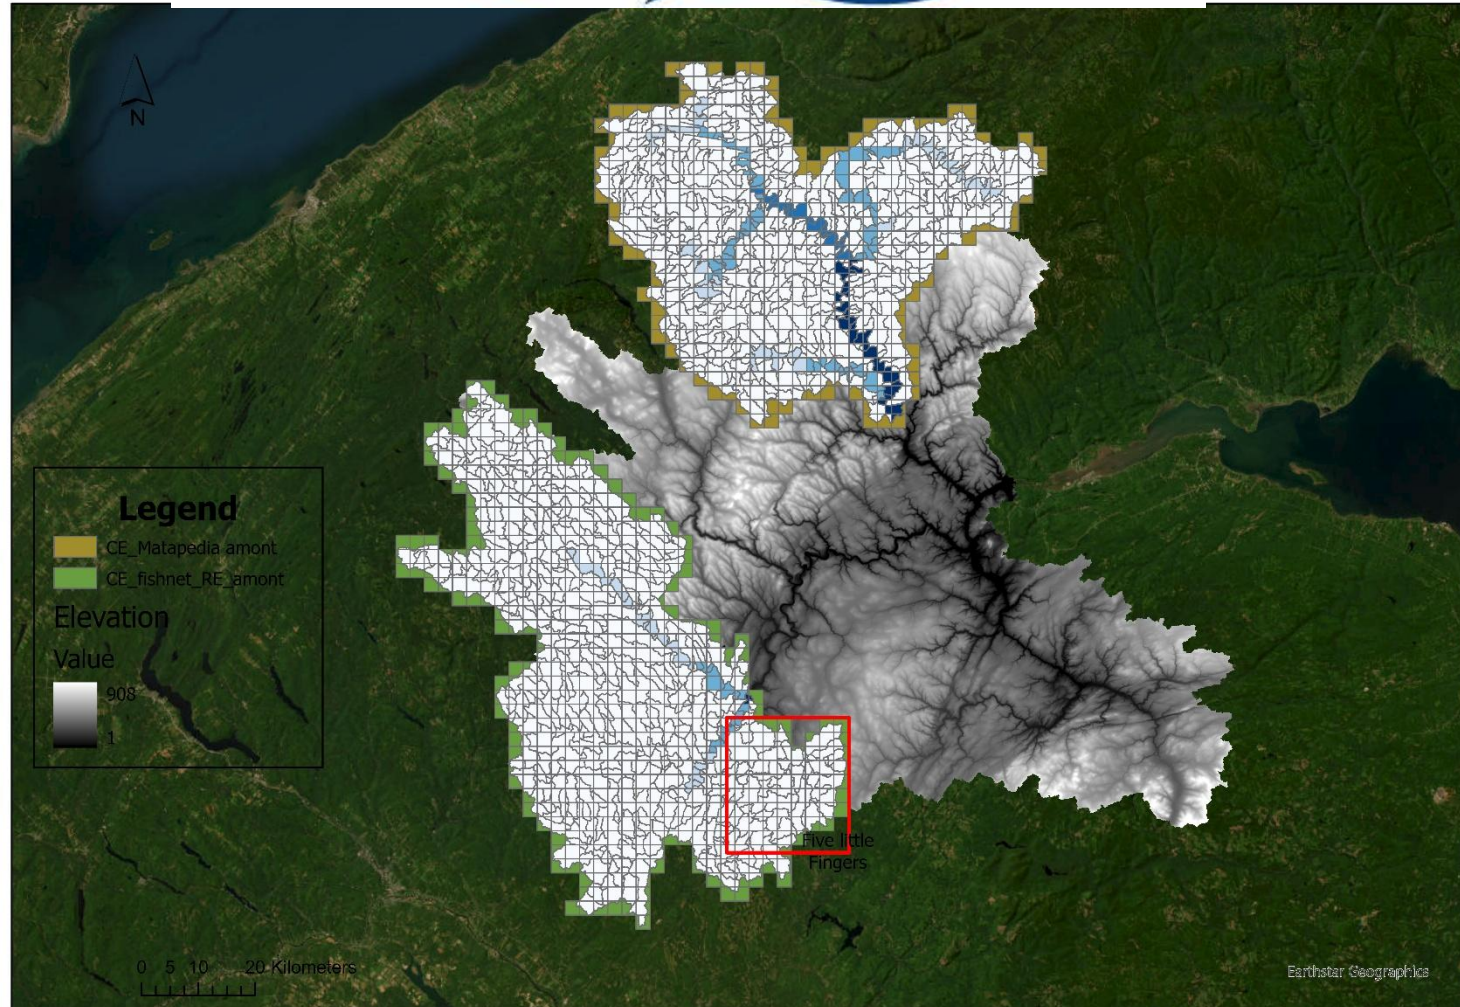 N
Legend
CE_Matapedia amont
CE_fishnet_RE_amont
Elevation
Value
908
1
Five little
Fingers
0 5 10 20 Kilometers
Earthstar Geographics